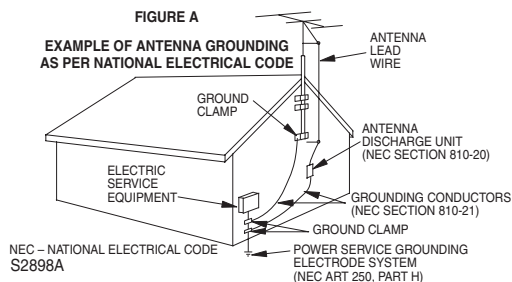 FIGURE A
EXAMPLE OF ANTENNA GROUNDING
AS PER NATIONAL ELECTRICAL CODE
ANTENNA
LEAD
WIRE
GROUND
CLAMP
ANTENNA
DISCHARGE UNIT
(NEC SECTION 810-20)
ELECTRIC
SERVICE
EQUIPMENT
GROUNDING CONDUCTORS
(NEC SECTION 810-21)
GROUND CLAMP
POWER SERVICE GROUNDING
ELECTRODE SYSTEM
(NEC ART 250, PART H)
NEC – NATIONAL ELECTRICAL CODE
S2898A